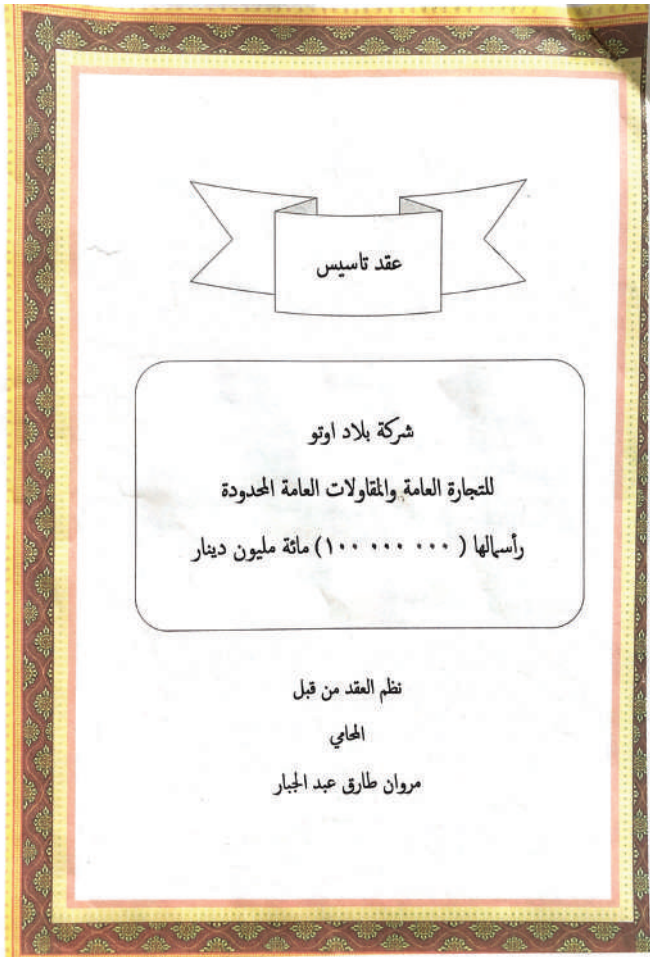 عقد تاسيس
شركة بلاد اوتو
للتجارة العامة والمقاولات العامة المحدودة
رأسمالها ( ١٠٠ ٠٠٠ ٠٠٠) مائة مليون دينار
نظم العقد من قبل
المحامي
مروان طارق عبد الجبار